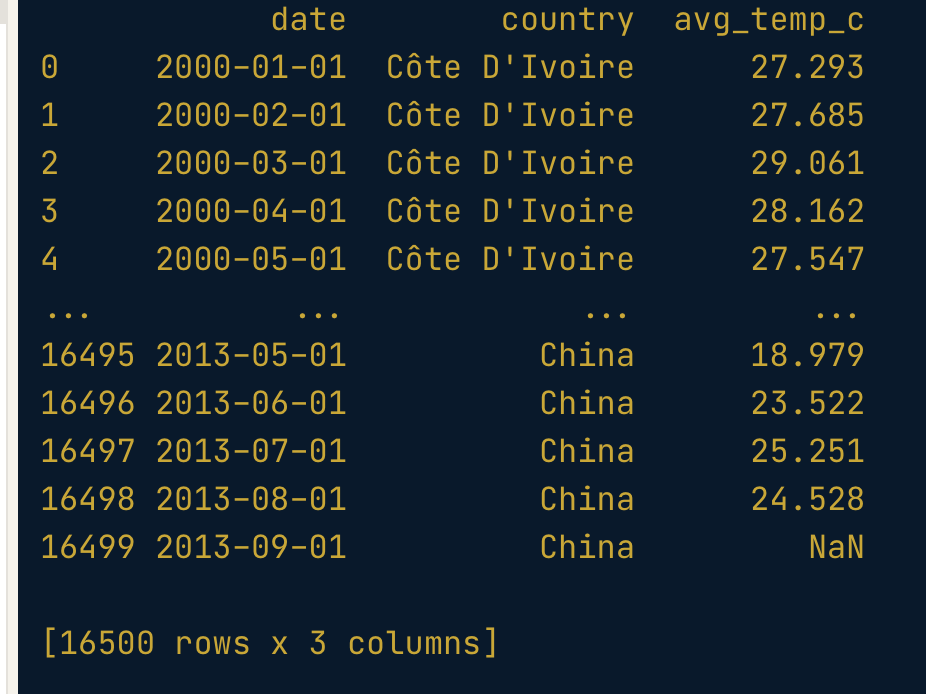 date country avg_temp_c
0 2000-01-01 Côte D'Ivoire 27.293
1 2000-02-01 Côte D'Ivoire 27.685
2 2000-03-01 Côte D'Ivoire 29.061
3 2000-04-01 Côte D'Ivoire 28.162
4 2000-05-01 Côte D'Ivoire 27.547
... ... ... ...
16495 2013-05-01 China 18.979
16496 2013-06-01 China 23.522
16497 2013-07-01 China 25.251
16498 2013-08-01 China 24.528
16499 2013-09-01 China NaN
[16500 rows x 3 columns]